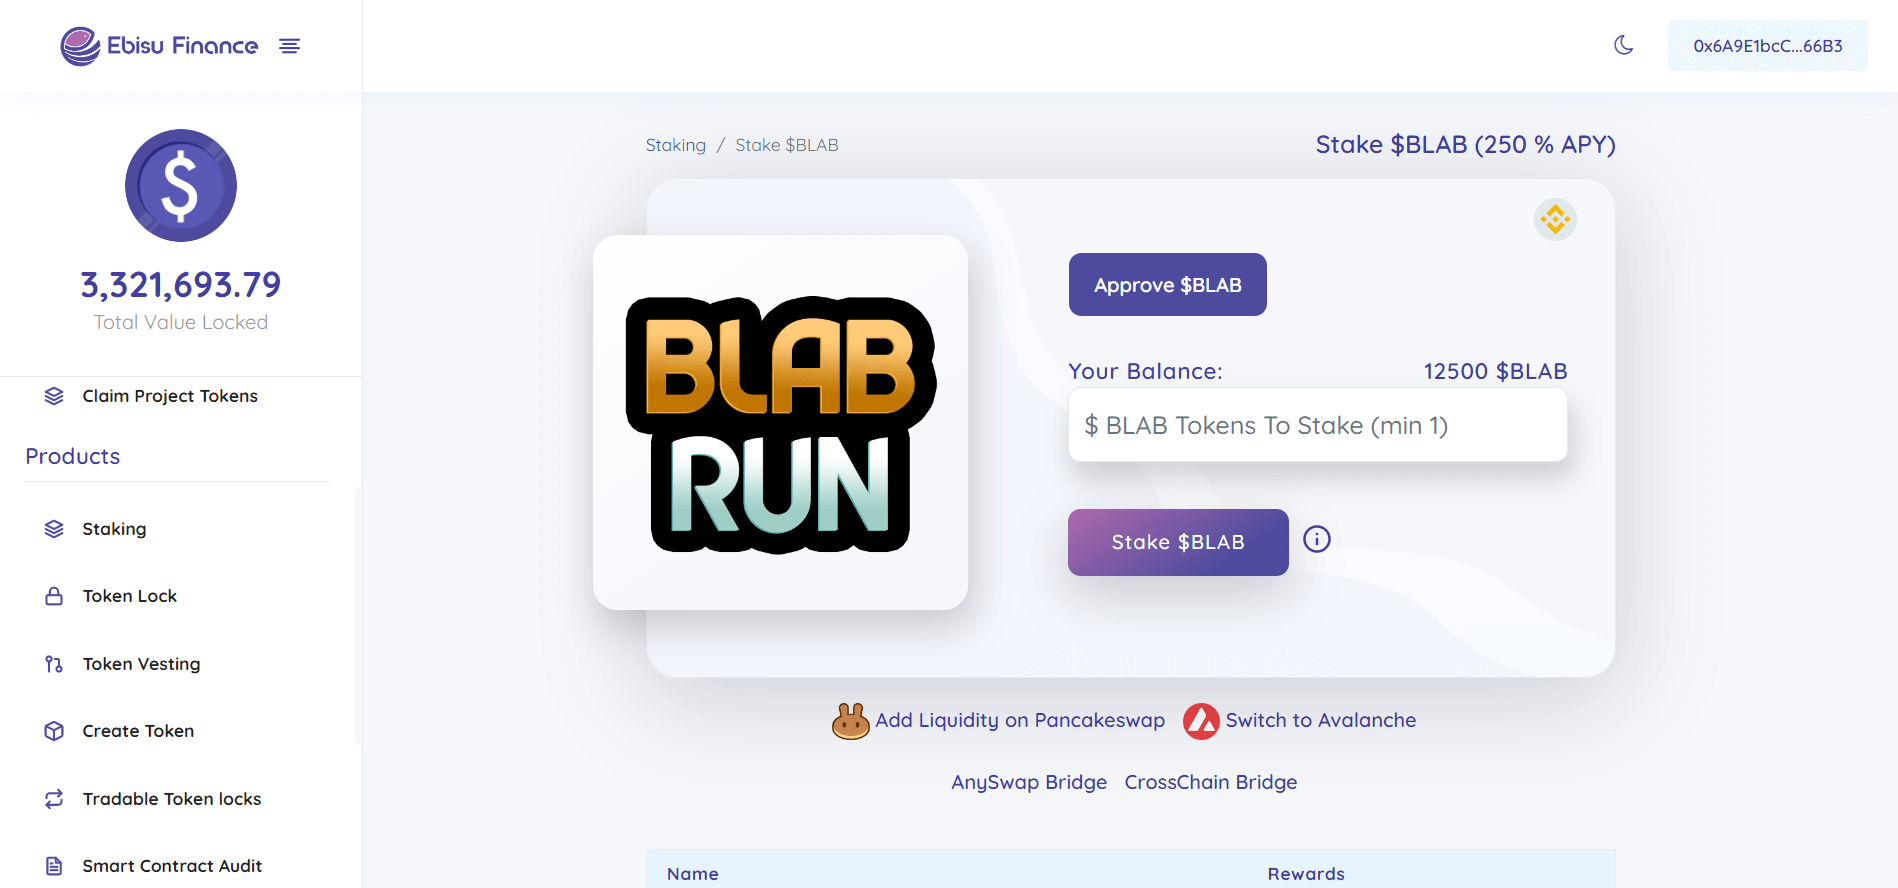 Ebisu Finance
0x6A9E1bcC...66B3
3,321,693.79
Total Value Locked
Claim Project Tokens
Products
Staking
Token Lock
Token Vesting
Create Token
Tradable Token locks
Smart Contract Audit
Staking / Stake $BLAB
Stake $BLAB (250 % APY)
BLAB
RUN
Approve $BLAB
Your Balance: 12500 $BLAB
$ BLAB Tokens To Stake (min 1)
Stake $BLAB
Add Liquidity on Pancakeswap Switch to Avalanche
AnySwap Bridge CrossChain Bridge
Name Rewards